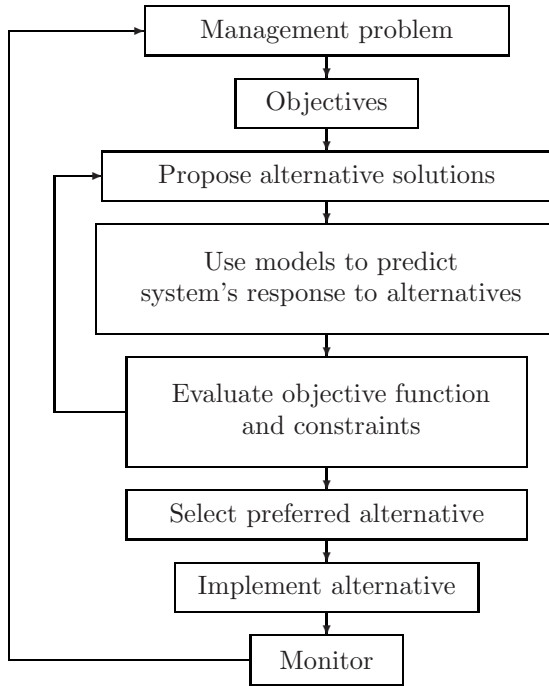 Management problem
Objectives
Propose alternative solutions
Use models to predict
system's response to alternatives
Evaluate objective function
and constraints
Select preferred alternative
Implement alternative
Monitor